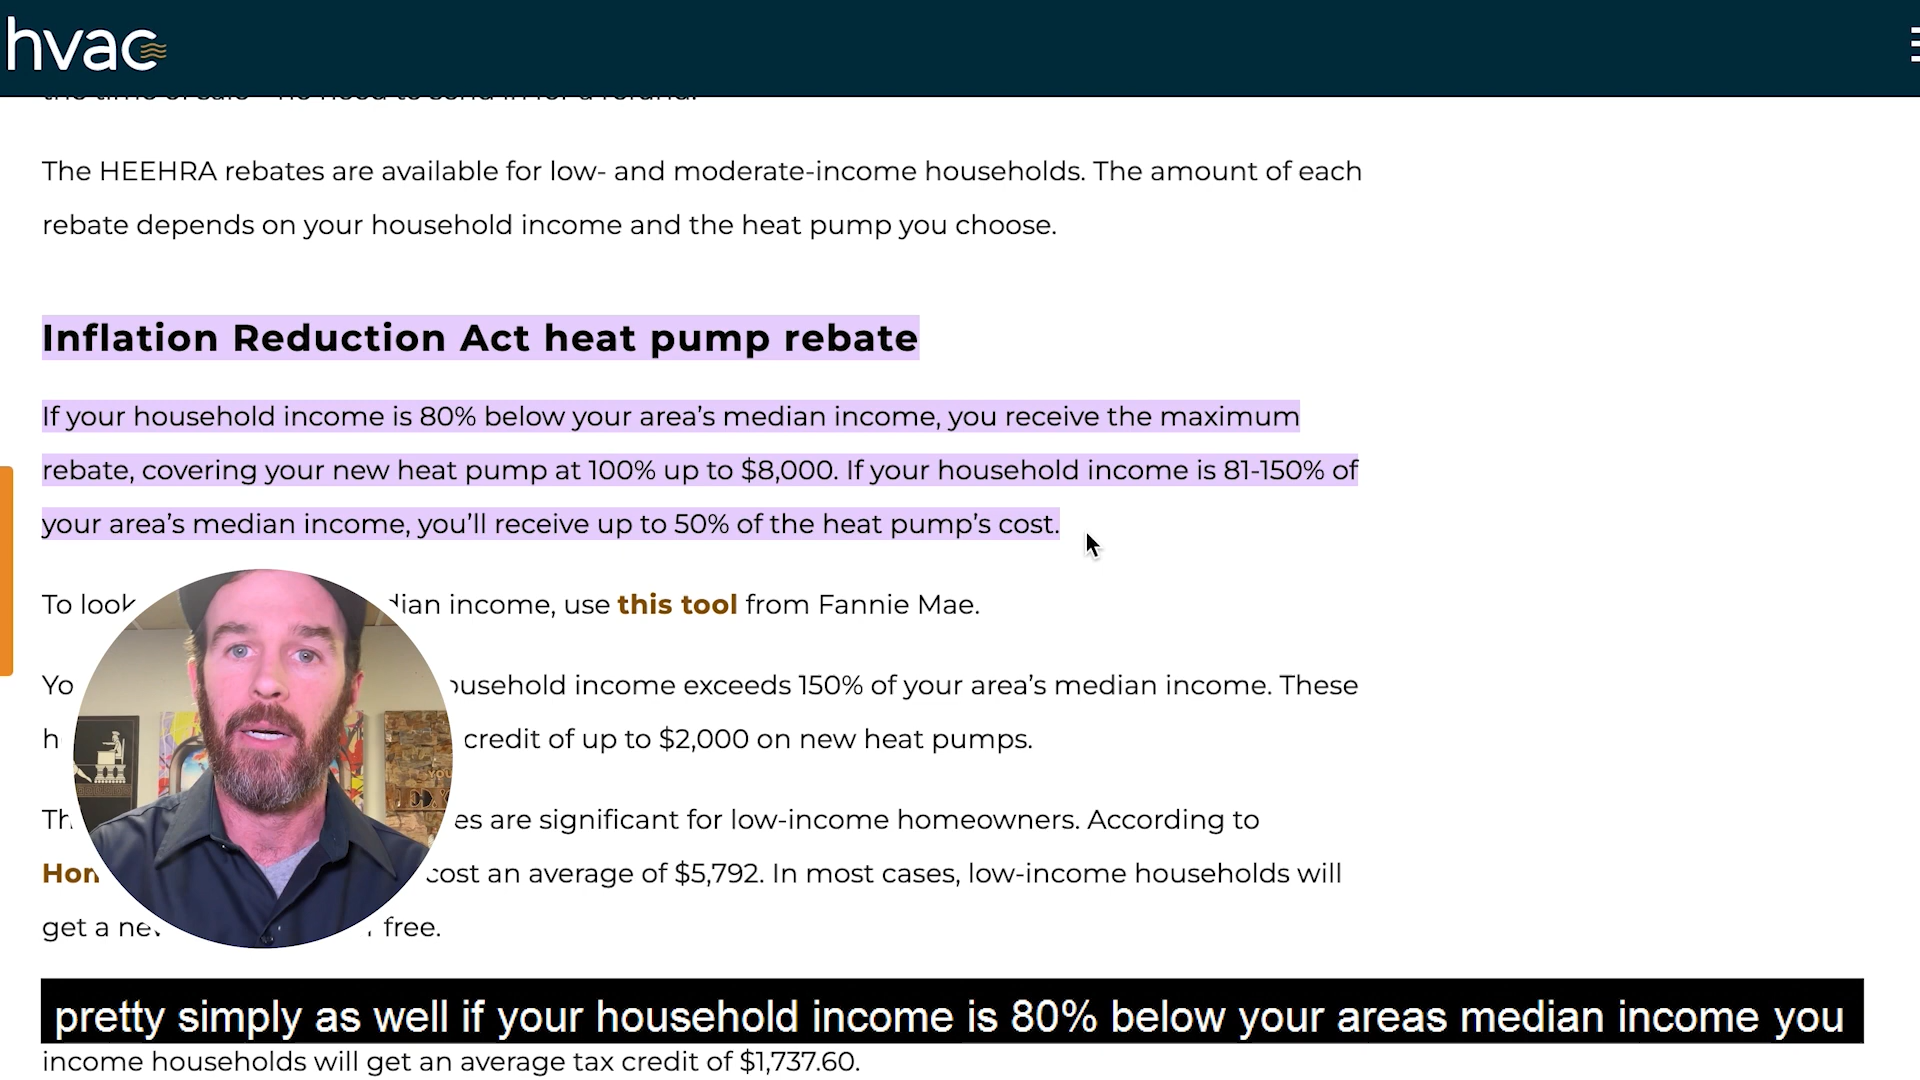 hvac
The HEEHRA rebates are available for low- and moderate-income households. The amount of each
rebate depends on your household income and the heat pump you choose.
Inflation Reduction Act heat pump rebate
If your household income is 80% below your area’s median income, you receive the maximum
rebate, covering your new heat pump at 100% up to $8,000. If your household income is 81-150% of
your area’s median income, you’ll receive up to 50% of the heat pump’s cost.
To look median income, use this tool from Fannie Mae.
household income exceeds 150% of your area’s median income. These
credit of up to $2,000 on new heat pumps.
are significant for low-income homeowners. According to
cost an average of $5,792. In most cases, low-income households will
get a free.
pretty simply as well if your household income is 80% below your areas median income you
income households will get an average tax credit of $1,737.60.